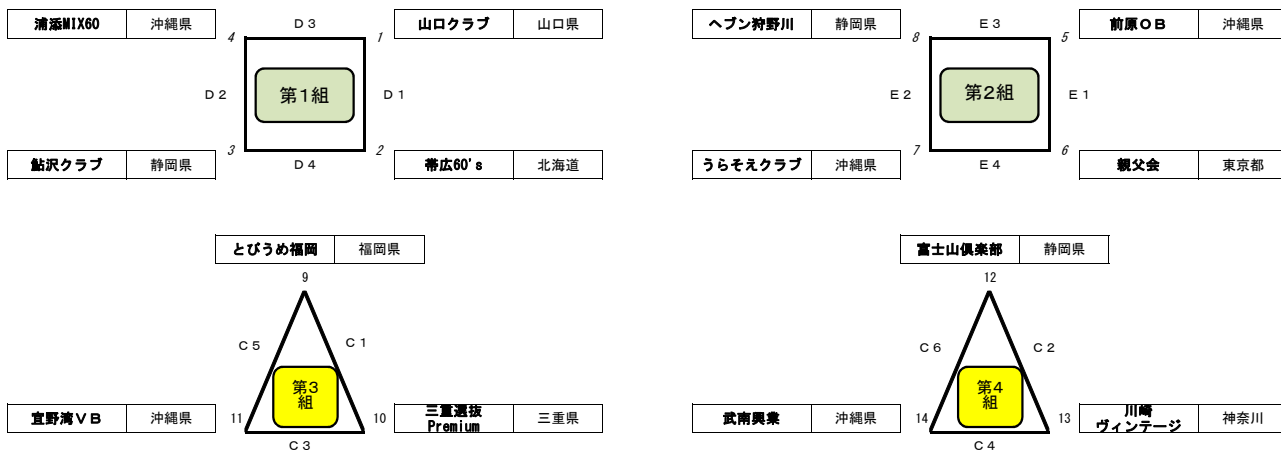 浦添MIX60 沖縄県 D3 山口クラブ 山口県
4 1
D2 第1組 D1
3 2
鮎沢クラブ 静岡県 D4 帯広60's 北海道
ヘブン狩野川 静岡県 E3 前原OB 沖縄県
8 5
E2 第2組 E1
7 6
うらそえクラブ 沖縄県 E4 親父会 東京都
とびうめ福岡 福岡県
9
C5 C1
第3
組
宜野湾VB 沖縄県 11 10 三重選抜
Premium 三重県
C3
富士山倶楽部 静岡県
12
C6 C2
第4
組
武南興業 沖縄県 14 13 川崎
ヴィンテージ 神奈川
C4